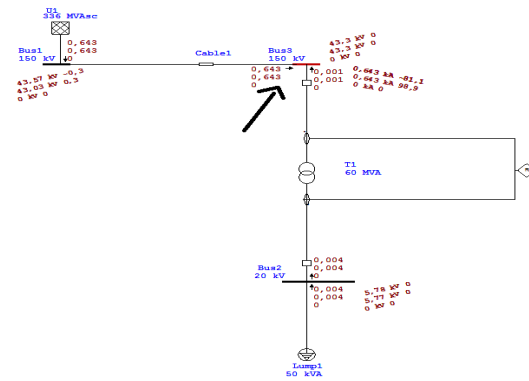 U1
336 MVAsc
0,643
0,643
0
Bus1
150 kV
43,57 kV -0,3
43,03 kV 0,3
0 kV 0
Cable1
Bus3
150 kV
0,643
0,643
0
43,3 kV 0
43,3 kV 0
0 kV 0
0,001
0,001
0
0,643 kA -81,1
0,643 kA 98,9
0 kA 0
T1
60 MVA
0,004
0,004
0
Bus2
20 kV
0,004
0,004
0
5,78 kV 0
5,77 kV 0
0 kV 0
Lump1
50 kVA